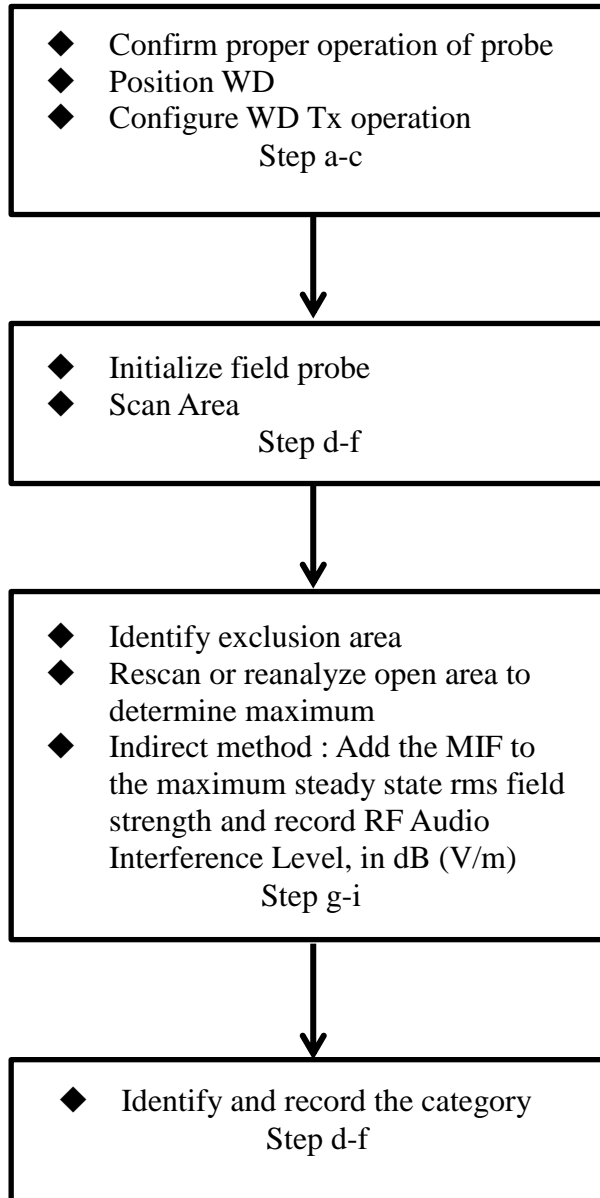 ◆ Confirm proper operation of probe
◆ Position WD
◆ Configure WD Tx operation
Step a-c
◆ Initialize field probe
◆ Scan Area
Step d-f
◆ Identify exclusion area
◆ Rescan or reanalyze open area to
determine maximum
◆ Indirect method : Add the MIF to
the maximum steady state rms field
strength and record RF Audio
Interference Level, in dB (V/m)
Step g-i
◆ Identify and record the category
Step d-f